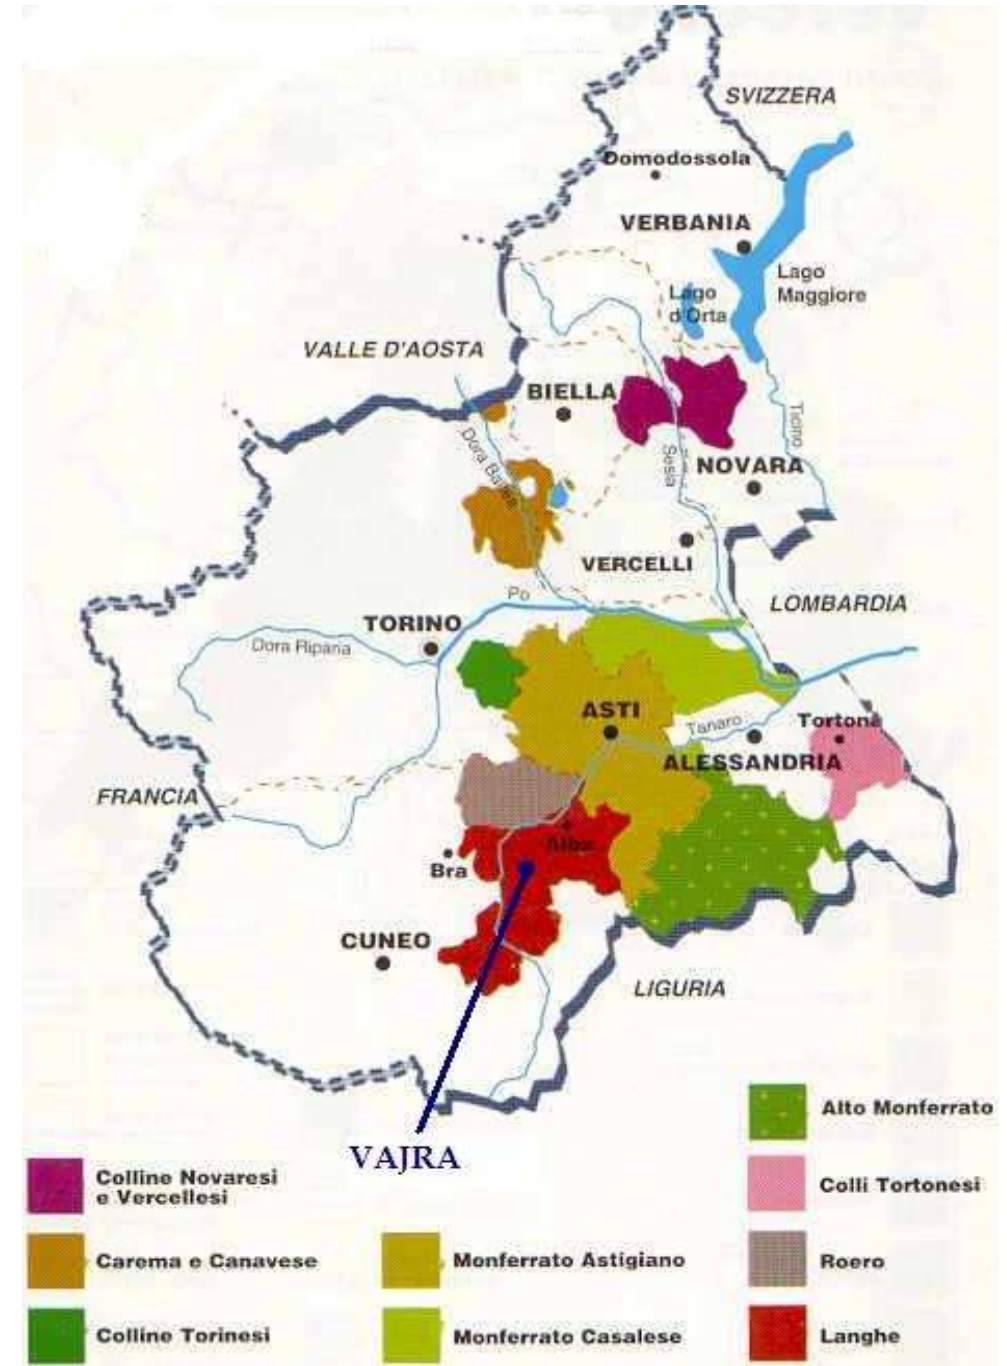 SVIZZERA
Domodossola
VERBANIA
Lago
Maggiore
Lago
d'Orta
VALLE D'AOSTA
BIELLA
Ticino
Dora Baltea
Sesia
NOVARA
VERCELLI
Po
LOMBARDIA
TORINO
Dora Riparia
ASTI
Tanaro
Tortona
ALESSANDRIA
FRANCIA
Alba
Bra
CUNEO
LIGURIA
VAJRA
Alto Monferrato
Colline Novaresi
e Vercellesi
Colli Tortonesi
Carema e Canavese
Monferrato Astigiano
Roero
Colline Torinesi
Monferrato Casalese
Langhe